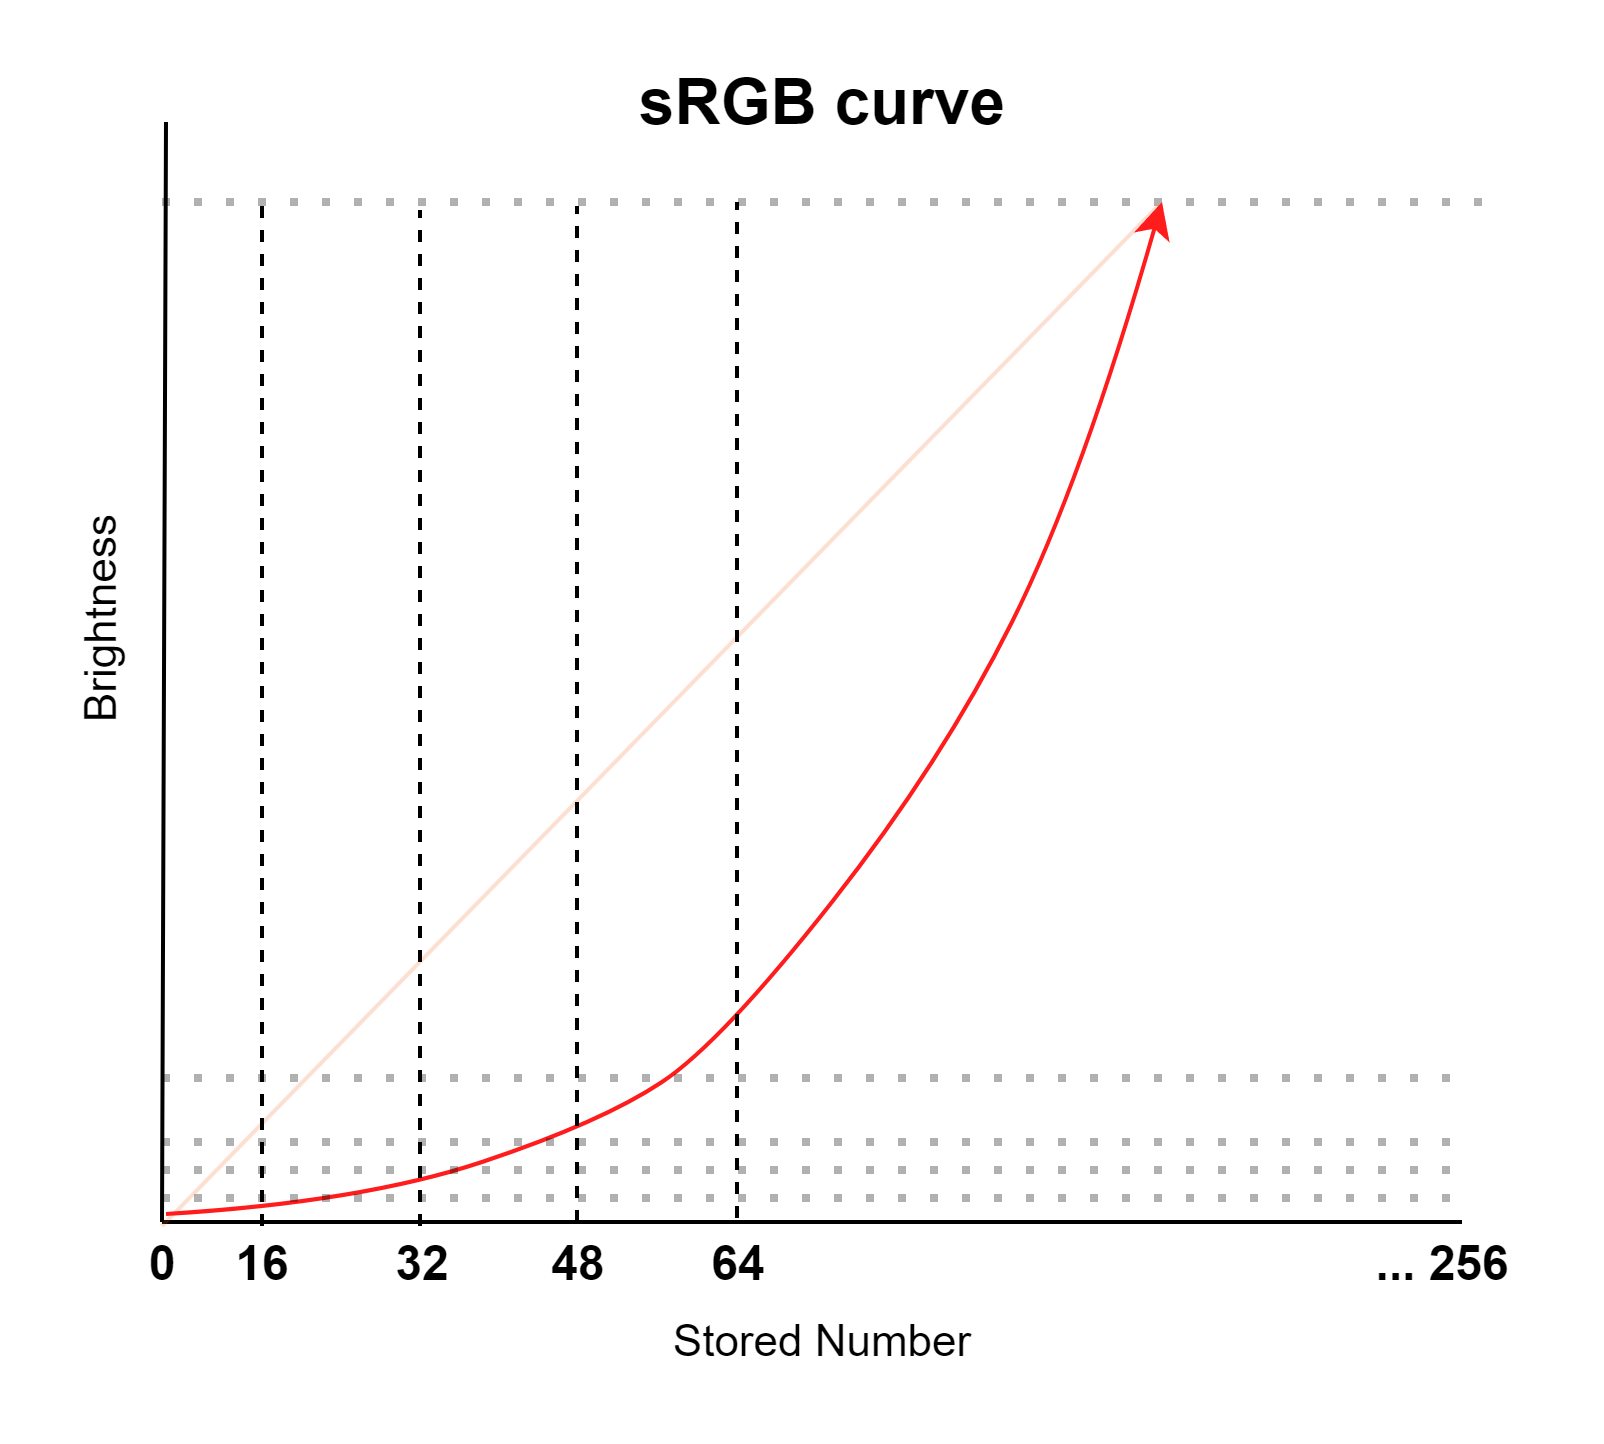 sRGB curve
Brightness
0 16 32 48 64 ... 256
Stored Number